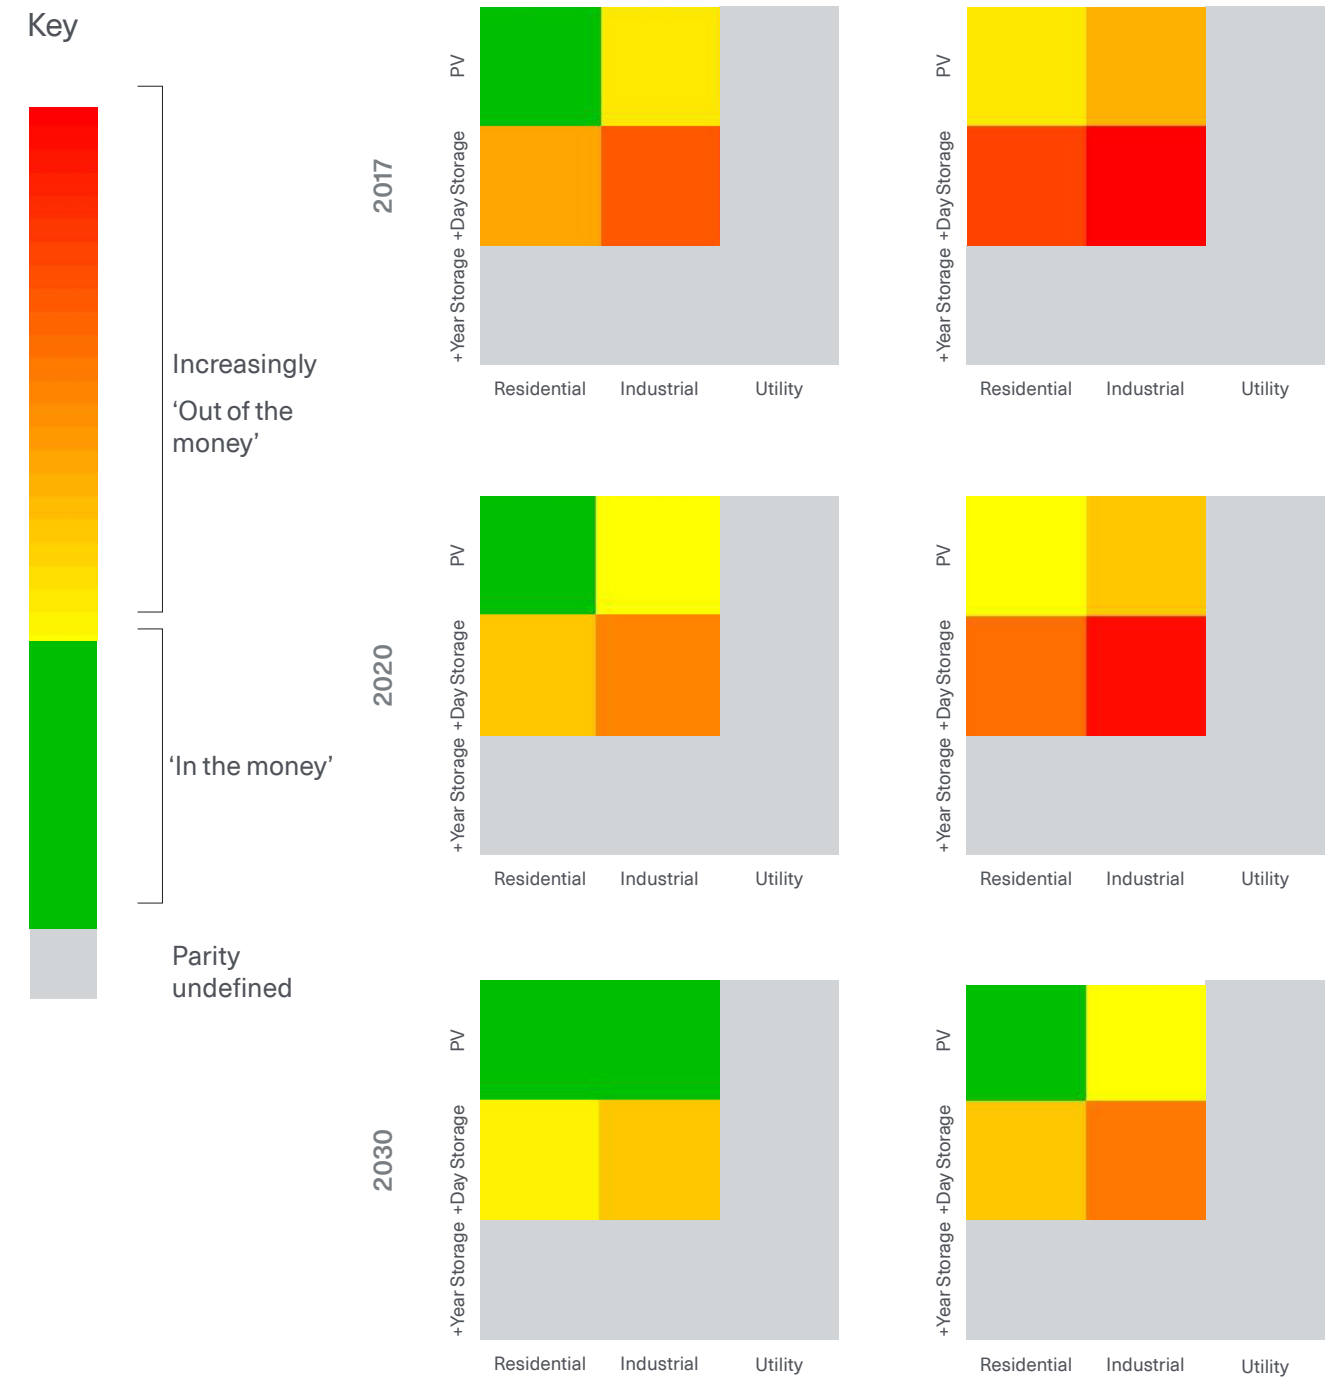 Key
Increasingly
‘Out of the
money’
‘In the money’
Parity
undefined
2017
PV
+Day Storage
+Year Storage
Residential
Industrial
Utility
PV
+Day Storage
+Year Storage
Residential
Industrial
Utility
2020
PV
+Day Storage
+Year Storage
Residential
Industrial
Utility
PV
+Day Storage
+Year Storage
Residential
Industrial
Utility
2030
PV
+Day Storage
+Year Storage
Residential
Industrial
Utility
PV
+Day Storage
+Year Storage
Residential
Industrial
Utility